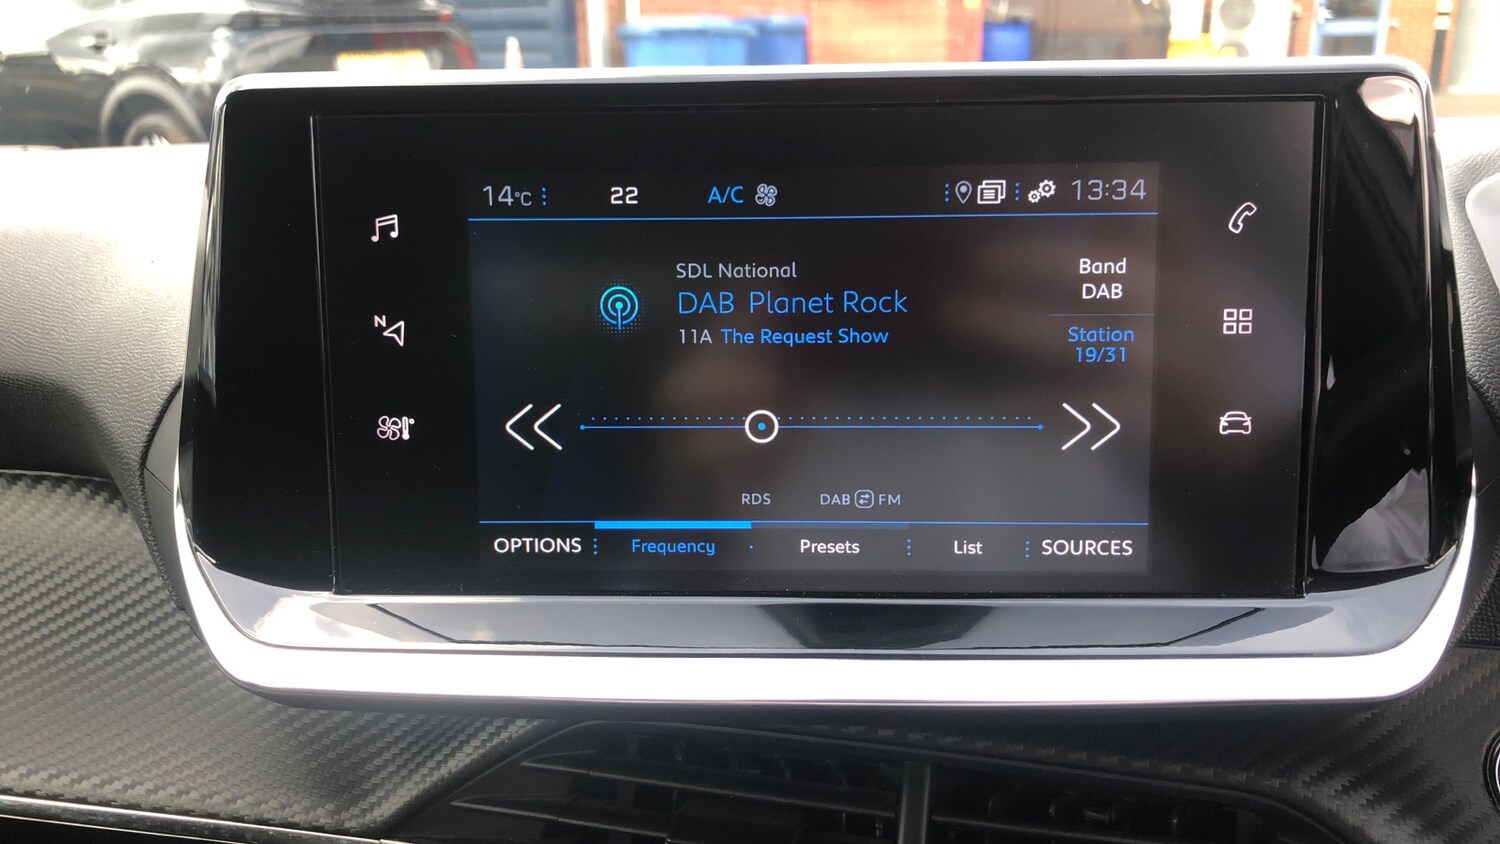 14°C 22 A/C 13:34
SDL National
DAB Planet Rock
11A The Request Show
Band
DAB
Station
19/31
N
RDS DAB FM
OPTIONS Frequency Presets List SOURCES